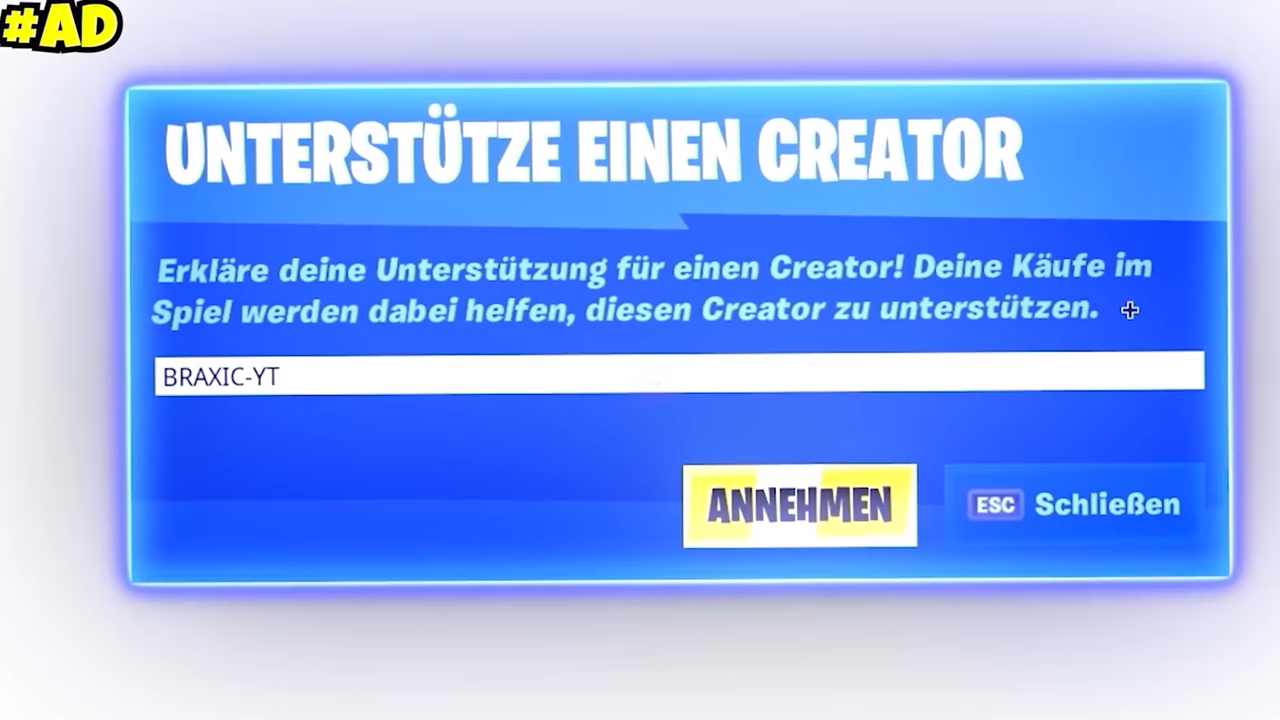 #AD
UNTERSTÜTZE EINEN CREATOR
Erkläre deine Unterstützung für einen Creator! Deine Käufe im
Spiel werden dabei helfen, diesen Creator zu unterstützen.
BRAXIC-YT
ANNEHMEN
ESC Schließen